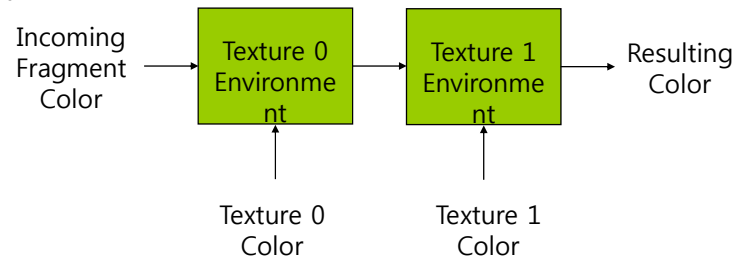 Incoming
Fragment
Color
Texture 0
Environme
nt
Texture 1
Environme
nt
Resulting
Color
Texture 0
Color
Texture 1
Color